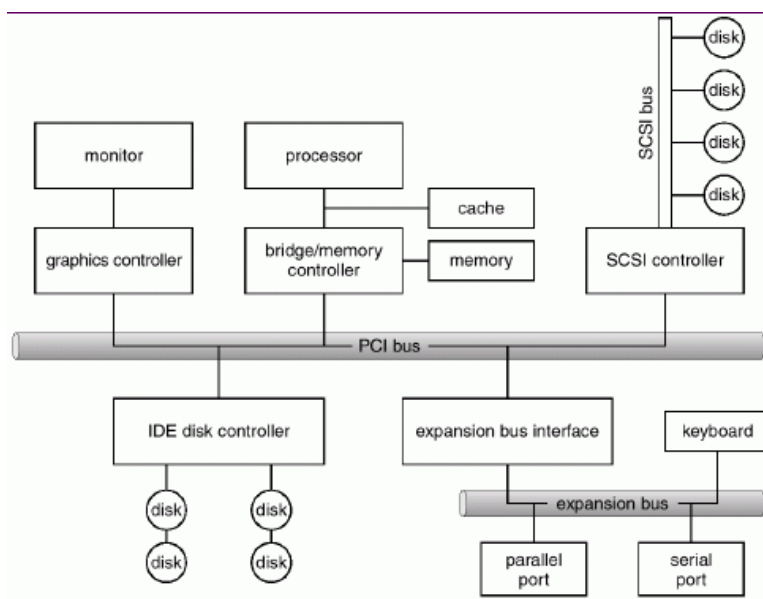 disk
disk
SCSI bus
disk
disk
monitor
processor
cache
graphics controller
bridge/memory
controller
memory
SCSI controller
PCI bus
IDE disk controller
expansion bus interface
keyboard
disk
disk
expansion bus
disk
disk
parallel
port
serial
port